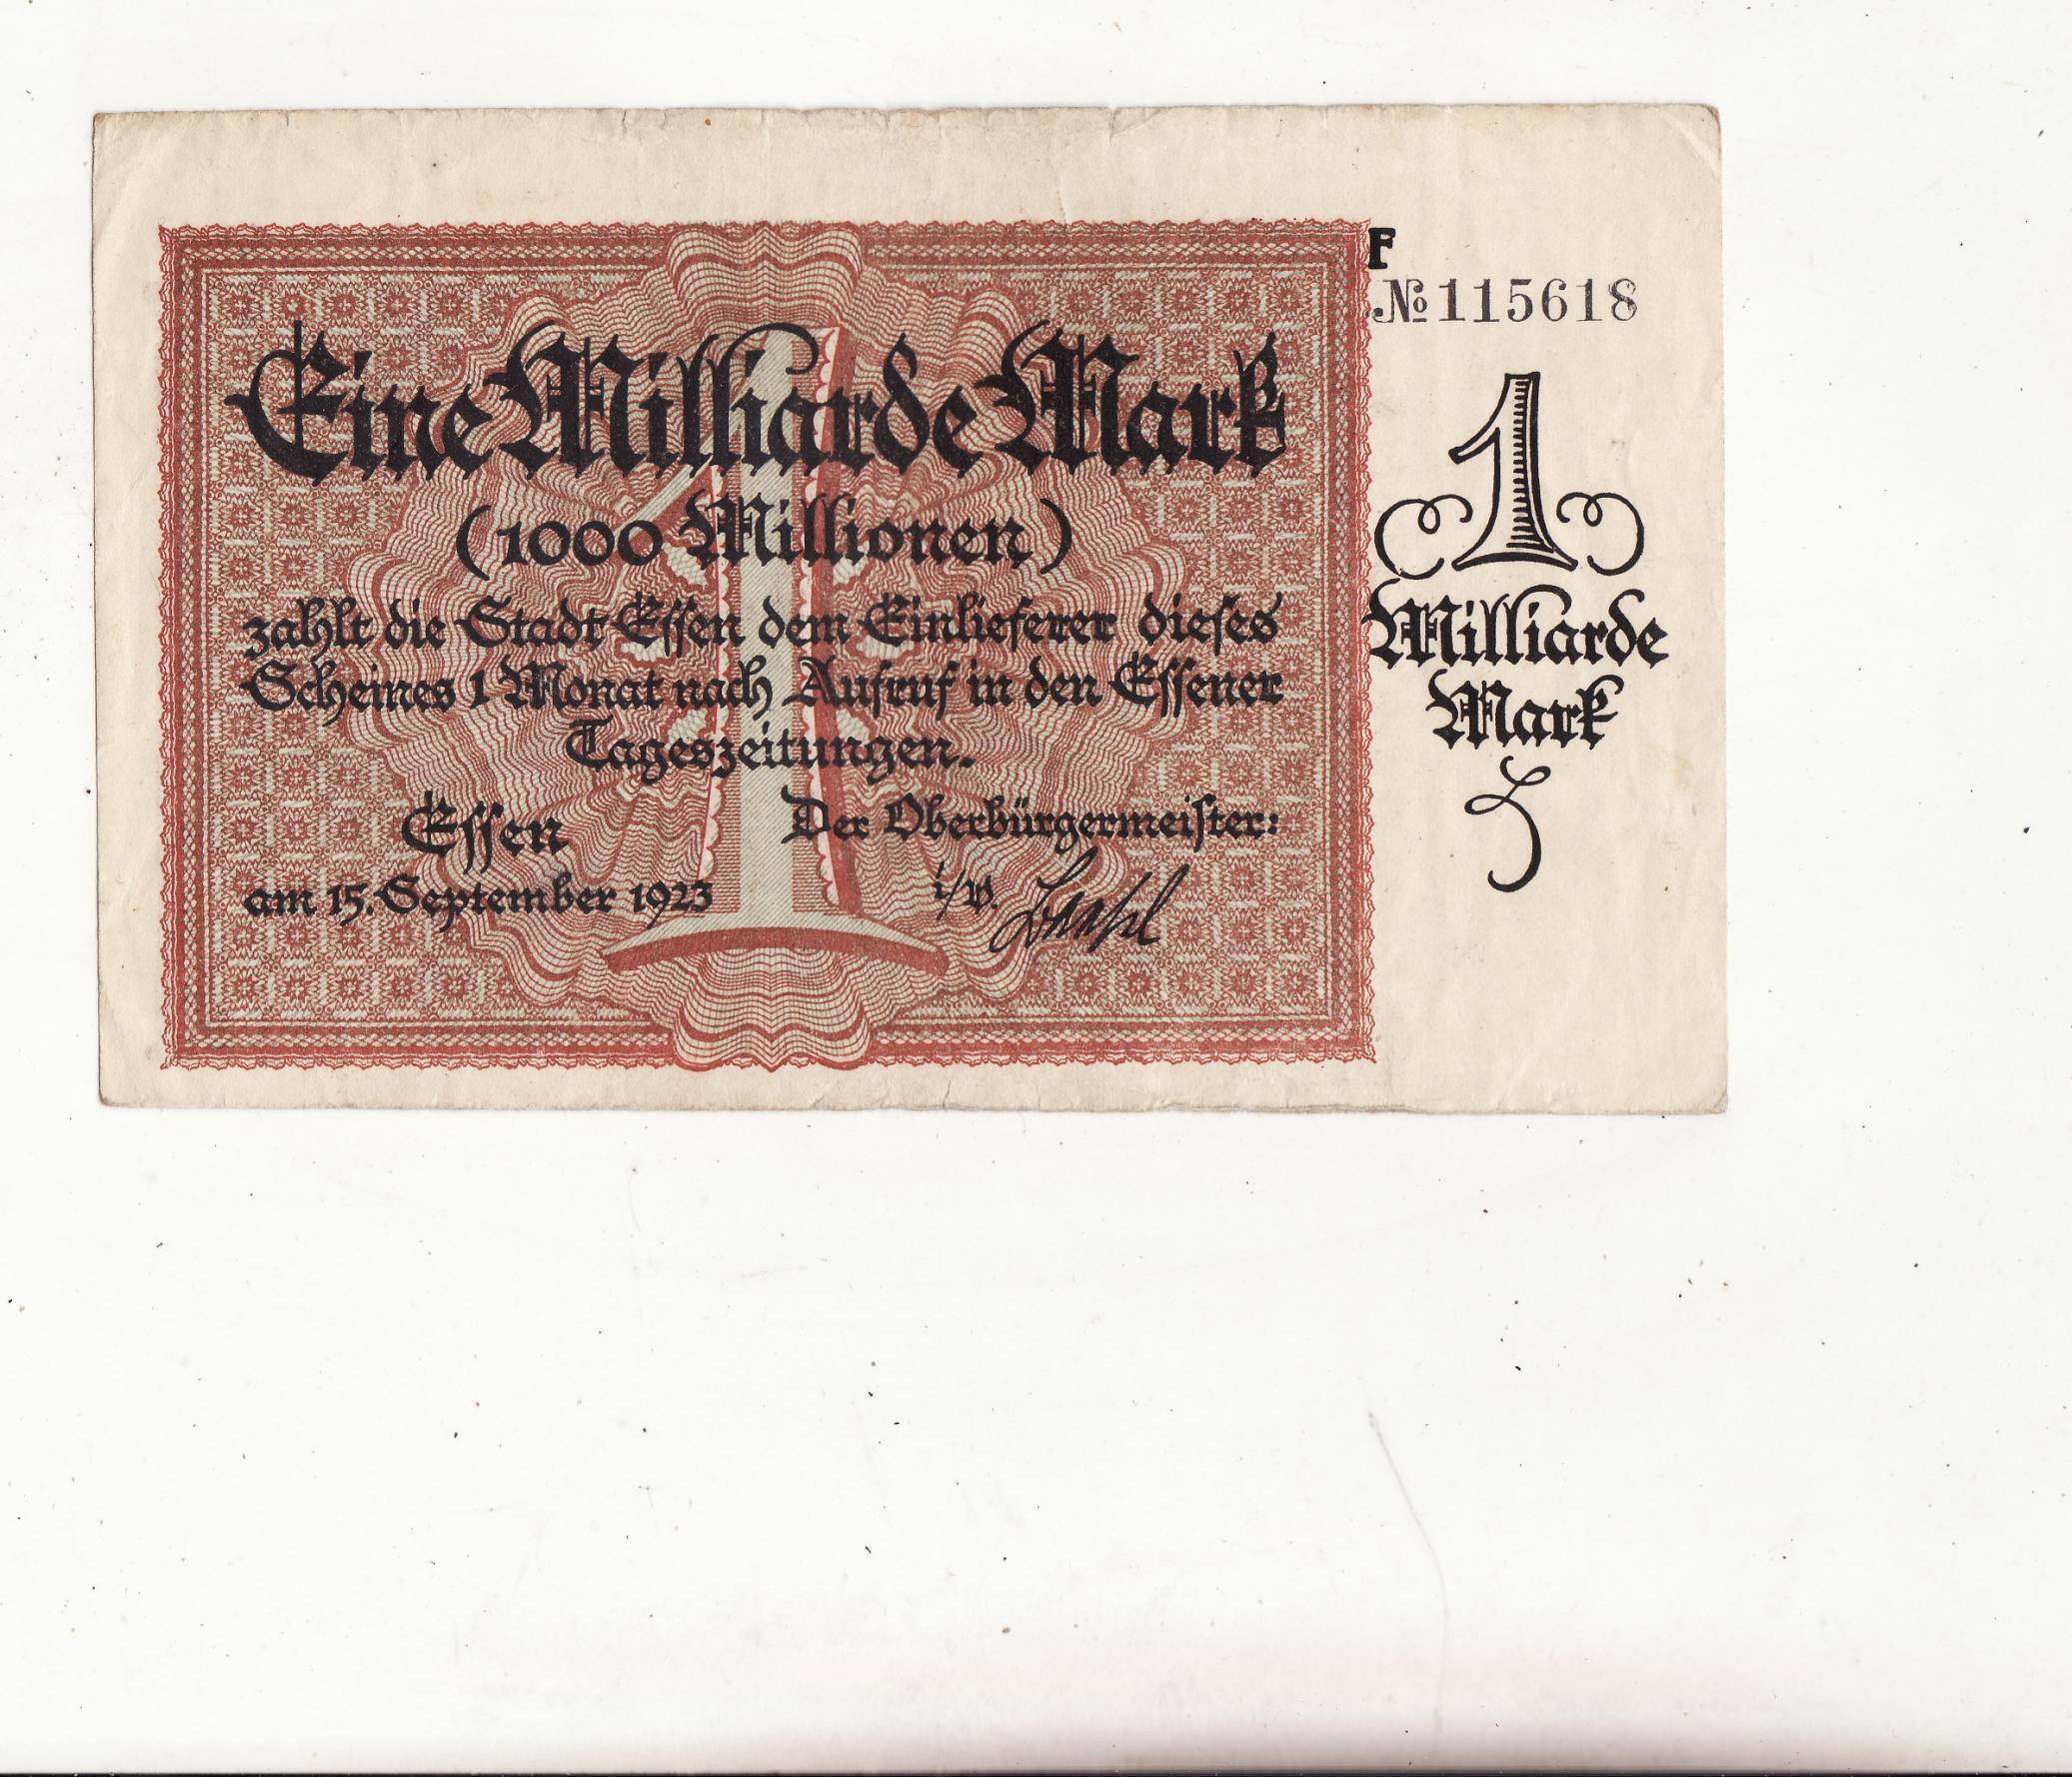 Eine Milliarde Mark
(1000 Millionen)
zahlt die Stadt Essen dem Einlieferer dieses
Scheines 1 Monat nach Aufruf in den Essener
Tageszeitungen.
Essen
am 15. September 1923
Der Oberbürgermeister:
i/v.
F
№ 115618
1
Milliarde
Mark